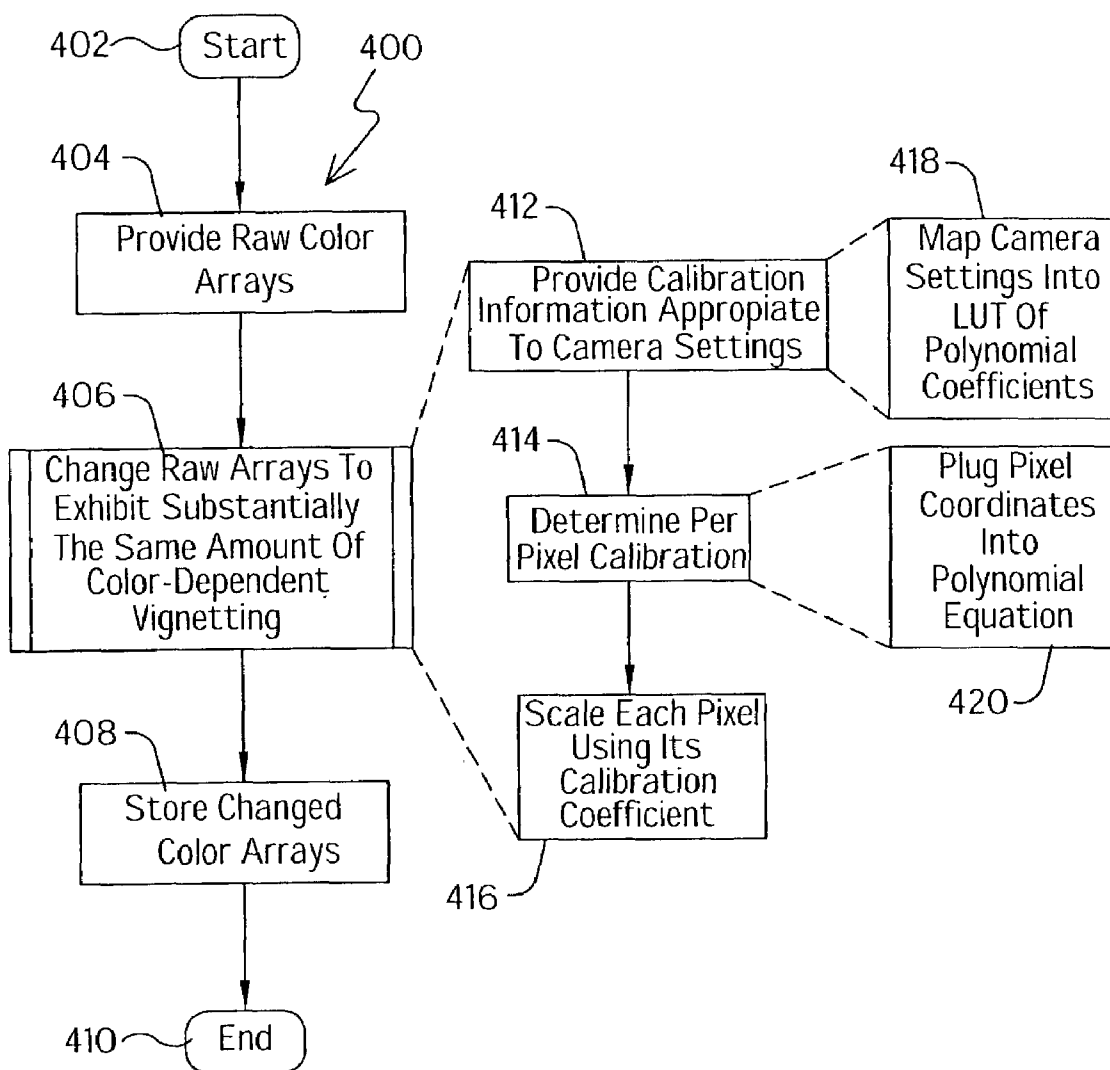 402
Start
400
404
Provide Raw Color
Arrays
406
Change Raw Arrays To
Exhibit Substantially
The Same Amount Of
Color-Dependent
Vignetting
408
Store Changed
Color Arrays
410
End
412
Provide Calibration
Information Appropiate
To Camera Settings
414
Determine Per
Pixel Calibration
Scale Each Pixel
Using Its
Calibration
Coefficient
416
418
Map Camera
Settings Into
LUT Of
Polynomial
Coefficients
Plug Pixel
Coordinates
Into
Polynomial
Equation
420